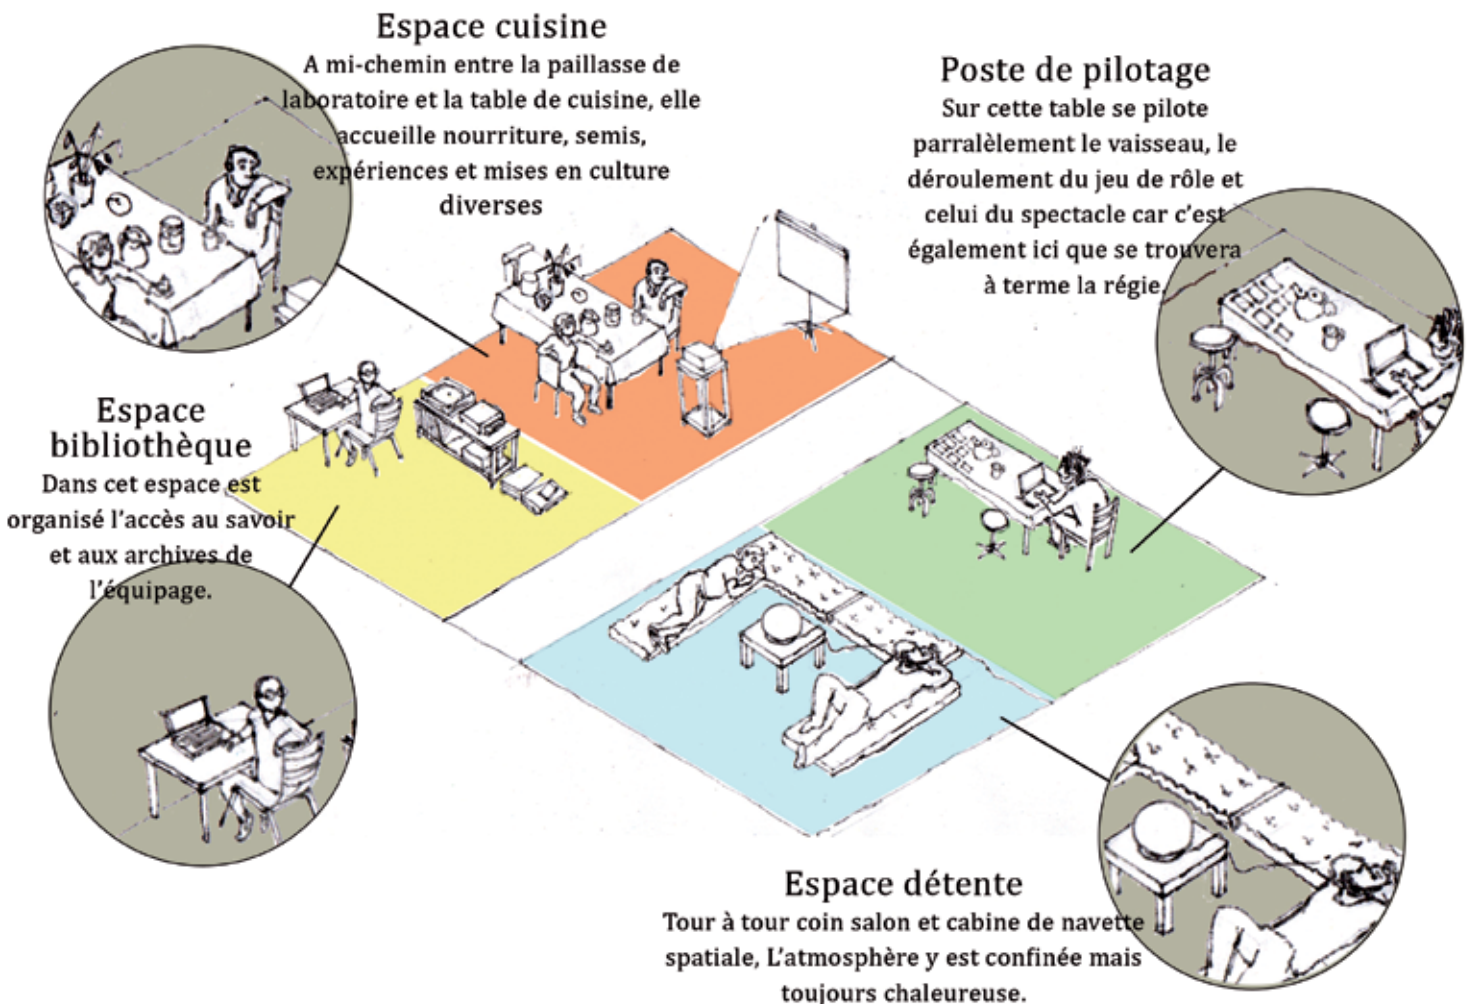 Espace cuisine
A mi-chemin entre la paillasse de
laboratoire et la table de cuisine, elle
accueille nourriture, semis,
expériences et mises en culture
diverses
Poste de pilotage
Sur cette table se pilote
parralèlement le vaisseau, le
déroulement du jeu de rôle et
celui du spectacle car c'est
également ici que se trouvera
à terme la régie.
Espace
bibliothèque
Dans cet espace est
organisé l'accès au savoir
et aux archives de
l'équipage.
Espace détente
Tour à tour coin salon et cabine de navette
spatiale, L'atmosphère y est confinée mais
toujours chaleureuse.